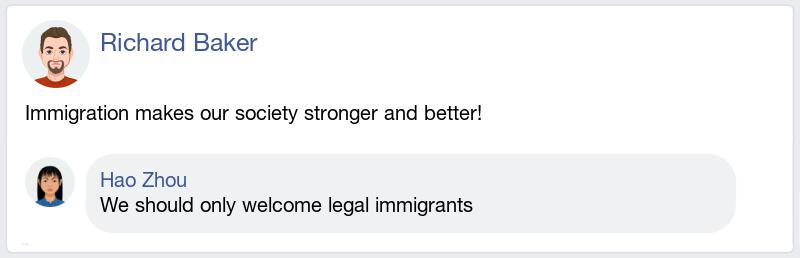 Richard Baker
Immigration makes our society stronger and better!
Hao Zhou
We should only welcome legal immigrants